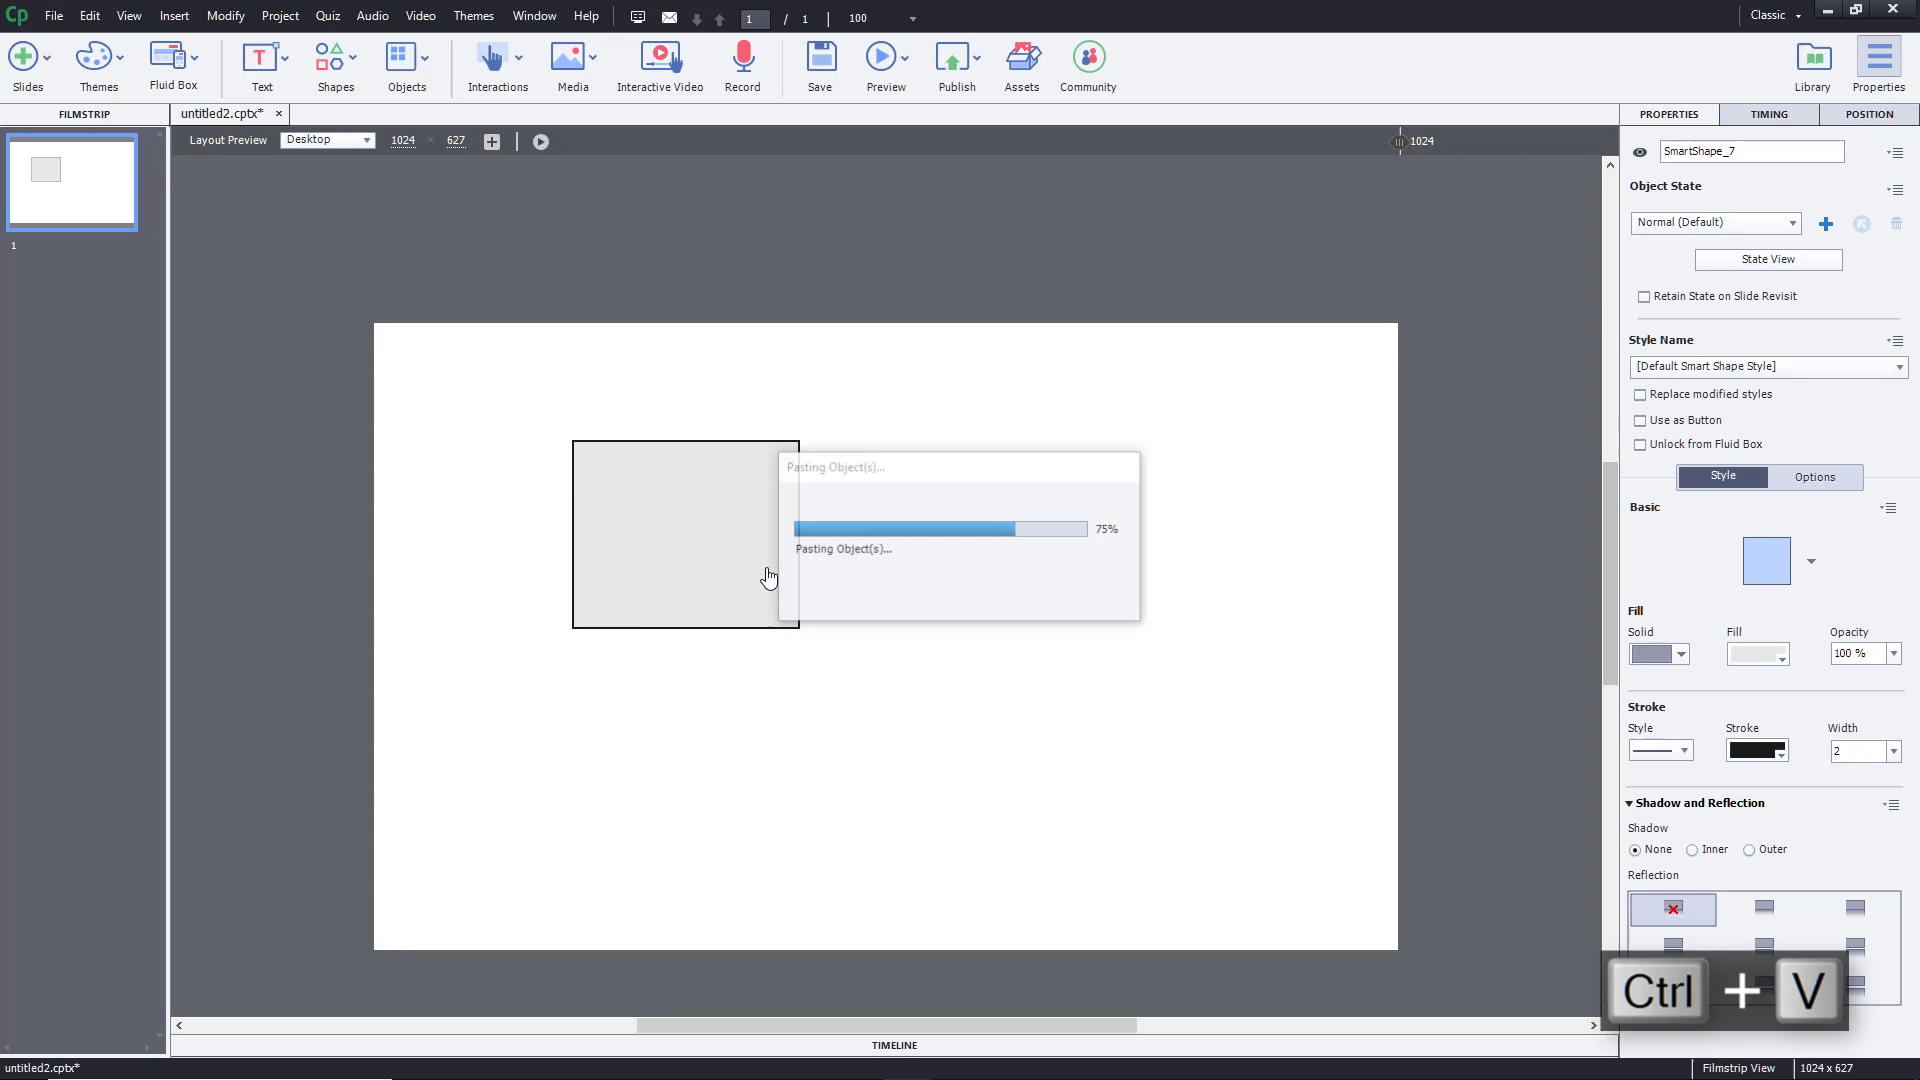 Cp File Edit View Insert Modify Project Quiz Audio Video Themes Window Help 1 / 1 100 Classic
Slides Themes Fluid Box Text Shapes Objects Interactions Media Interactive Video Record Save Preview Publish Assets Community Library Properties
FILMSTRIP untitled2.cptx* × PROPERTIES TIMING POSITION
Layout Preview Desktop 1024 × 627 1024
SmartShape_7
Object State
1
Normal (Default)
State View
Retain State on Slide Revisit
Style Name
[Default Smart Shape Style]
Replace modified styles
Use as Button
Unlock from Fluid Box
Pasting Object(s)...
Style Options
Basic
75%
Pasting Object(s)...
Fill
Solid Fill Opacity
100 %
Stroke
Style Stroke Width
2
Shadow and Reflection
Shadow
None Inner Outer
Reflection
Ctrl + V
TIMELINE
untitled2.cptx* Filmstrip View 1024 x 627